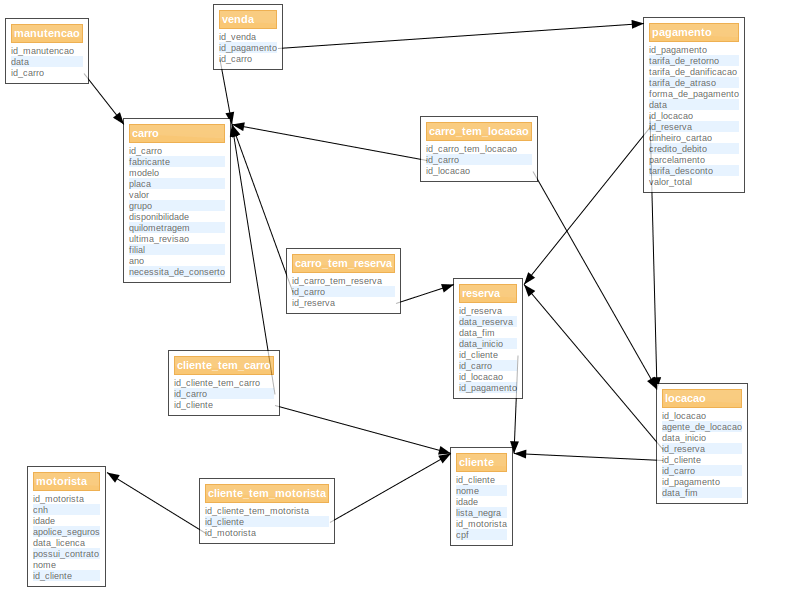 manutencao
id_manutencao
data
id_carro
venda
id_venda
id_pagamento
id_carro
pagamento
id_pagamento
tarifa_de_retorno
tarifa_de_danificacao
tarifa_de_atraso
forma_de_pagamento
data
id_locacao
id_reserva
dinheiro_cartao
credito_debito
parcelamento
tarifa_desconto
valor_total
carro
id_carro
fabricante
modelo
placa
valor
grupo
disponibilidade
quilometragem
ultima_revisao
filial
ano
necessita_de_conserto
carro_tem_locacao
id_carro_tem_locacao
id_carro
id_locacao
carro_tem_reserva
id_carro_tem_reserva
id_carro
id_reserva
reserva
id_reserva
data_reserva
data_fim
data_inicio
id_cliente
id_carro
id_locacao
id_pagamento
cliente_tem_carro
id_cliente_tem_carro
id_carro
id_cliente
locacao
id_locacao
agente_de_locacao
data_inicio
id_reserva
id_cliente
id_carro
id_pagamento
data_fim
cliente
id_cliente
nome
idade
lista_negra
id_motorista
cpf
motorista
id_motorista
cnh
idade
apolice_seguros
data_licenca
possui_contrato
nome
id_cliente
cliente_tem_motorista
id_cliente_tem_motorista
id_cliente
id_motorista